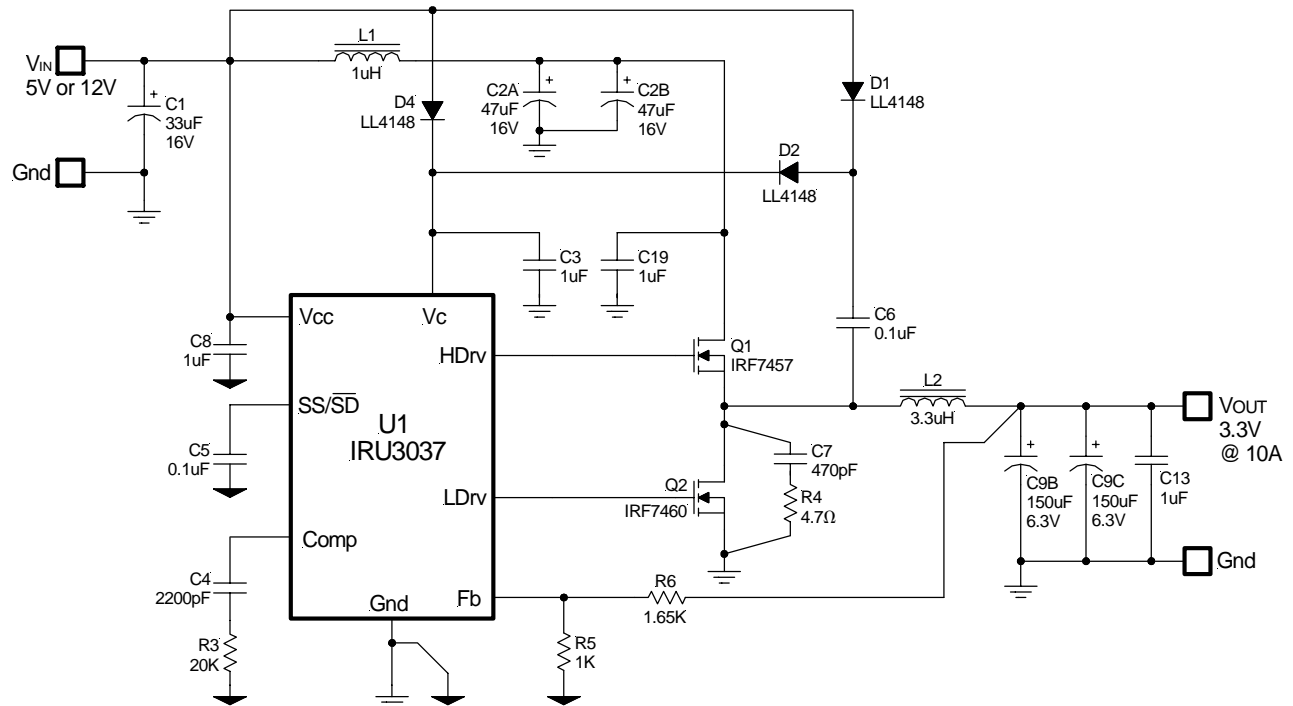 L1
1uH
VIN
5V or 12V
C1
33uF
16V
Gnd
D4
LL4148
C2A
47uF
16V
C2B
47uF
16V
D1
LL4148
D2
LL4148
C3
1uF
C19
1uF
C6
0.1uF
Vcc
Vc
HDrv
SS/SD
U1
IRU3037
LDrv
Comp
Gnd
Fb
C8
1uF
C5
0.1uF
C4
2200pF
R3
20K
Q1
IRF7457
Q2
IRF7460
C7
470pF
R4
4.7Ω
L2
3.3uH
VOUT
3.3V
@ 10A
C9B
150uF
6.3V
C9C
150uF
6.3V
C13
1uF
Gnd
R6
1.65K
R5
1K